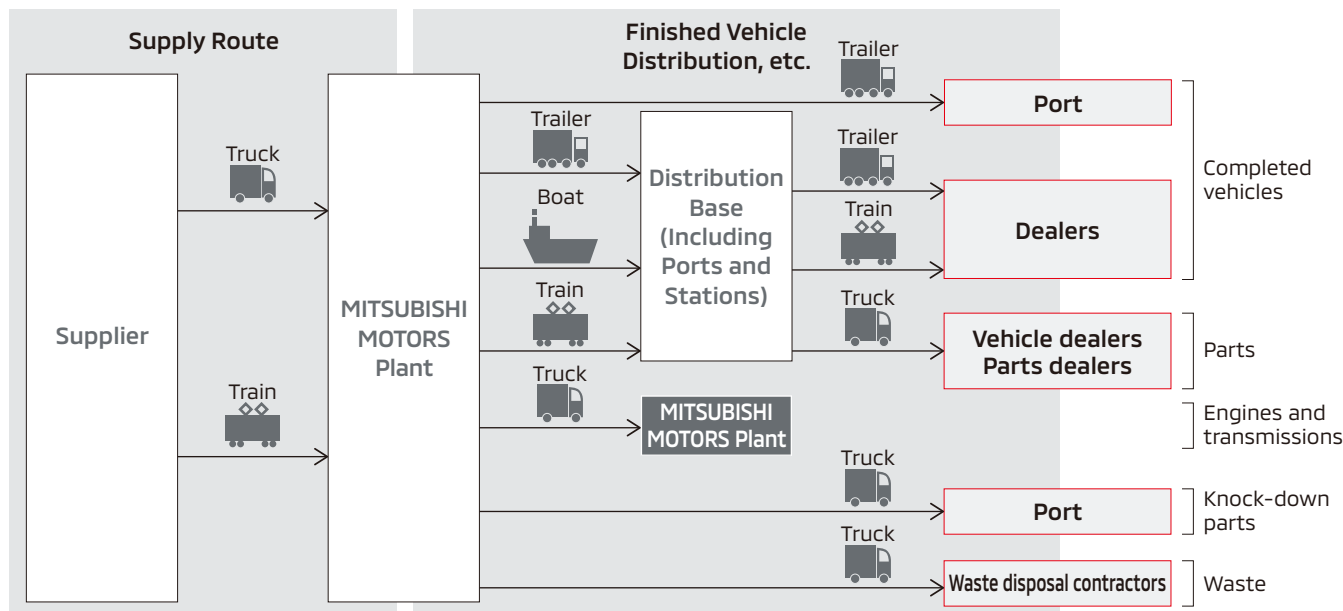 Supply Route
Finished Vehicle
Distribution, etc.
Supplier
Truck
Train
MITSUBISHI
MOTORS
Plant
Trailer
Trailer
Boat
Train
Truck
Distribution
Base
(Including
Ports and
Stations)
Trailer
Train
Truck
MITSUBISHI
MOTORS Plant
Truck
Truck
Port
Dealers
Vehicle dealers
Parts dealers
Port
Waste disposal contractors
Completed
vehicles
Parts
Engines and
transmissions
Knock-down
parts
Waste